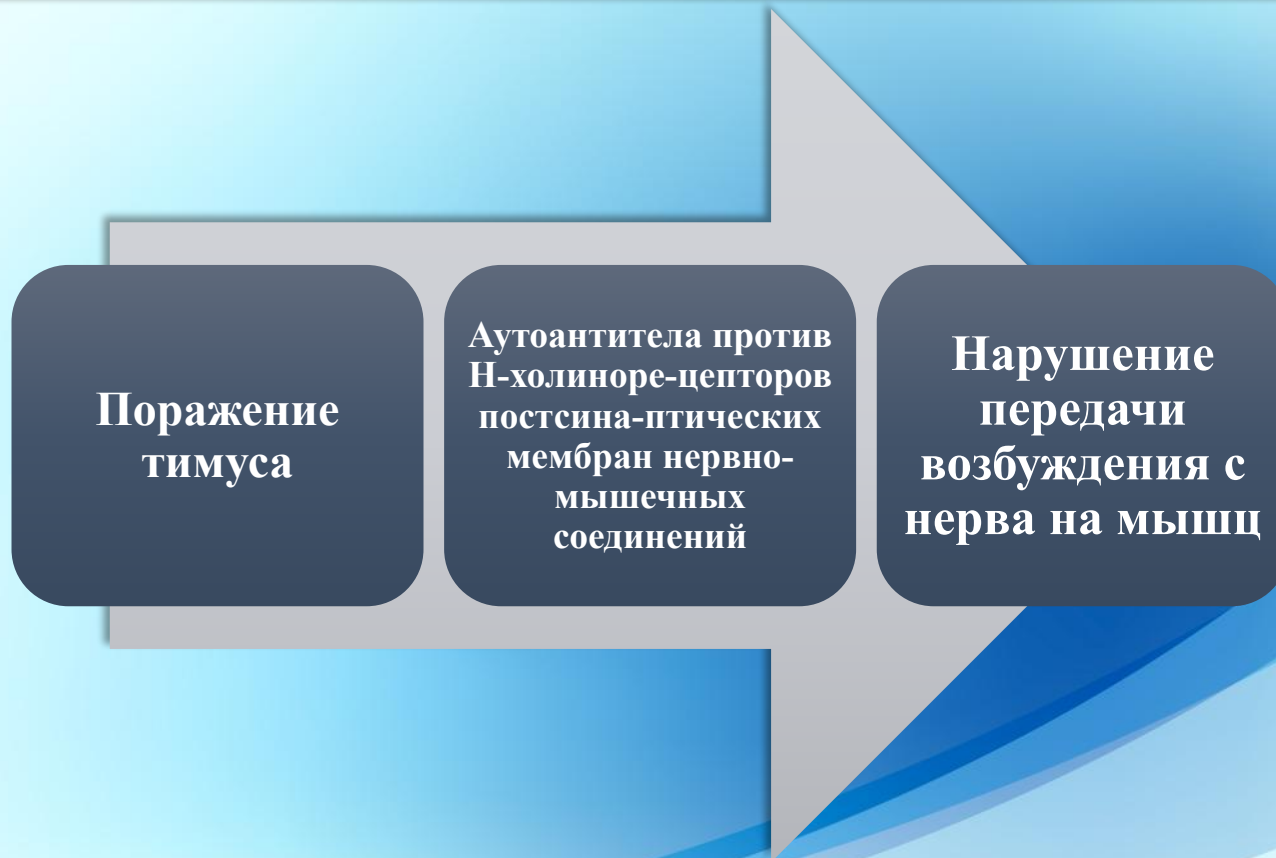 Поражение
тимуса
Аутоантитела против
Н-холиноре-цепторов
постсина-птических
мембран нервно-
мышечных
соединений
Нарушение
передачи
возбуждения с
нерва на мышц